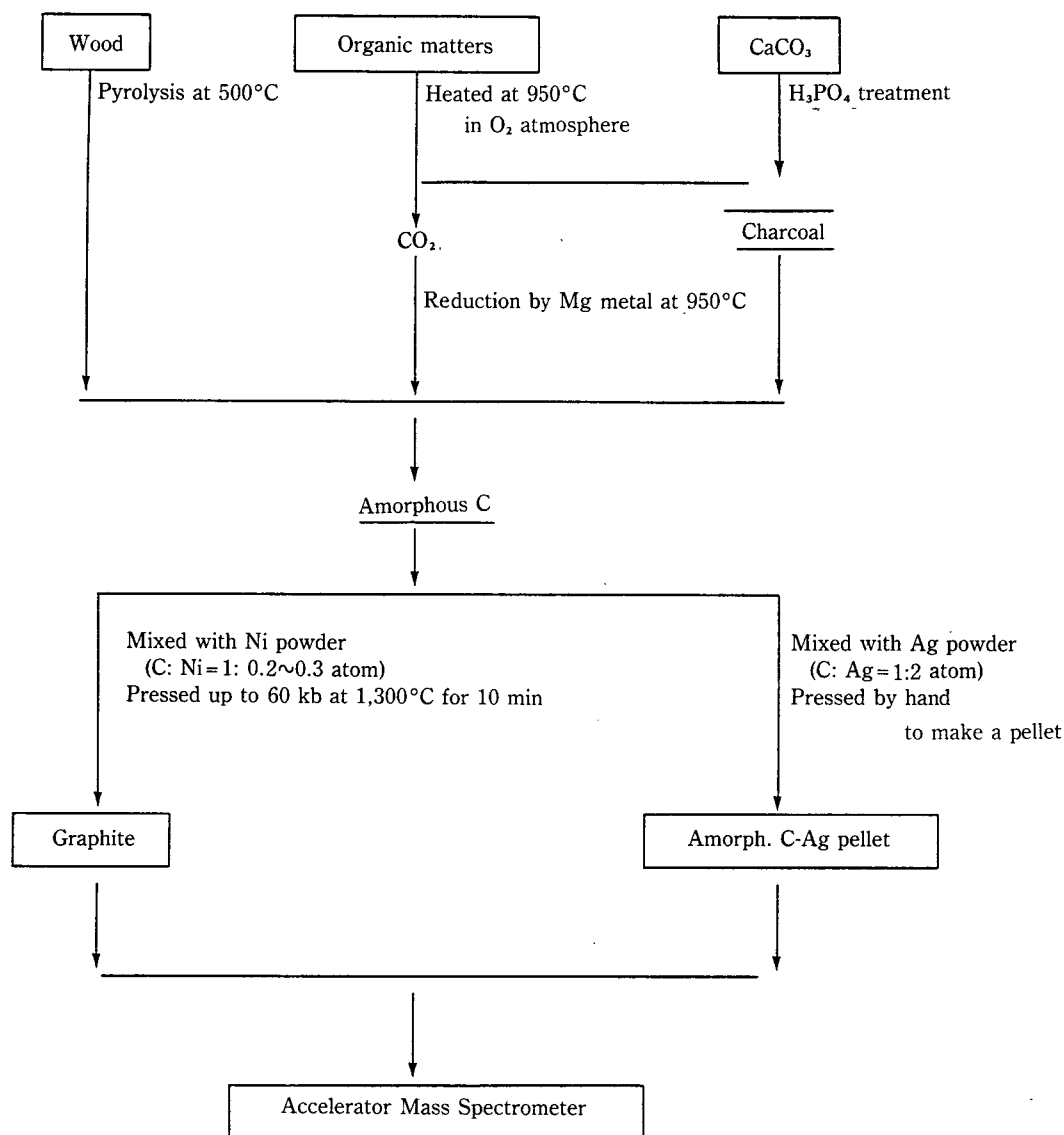 Wood
Organic matters
CaCO₃
Pyrolysis at 500°C
Heated at 950°C
in O₂ atmosphere
H₃PO₄ treatment
CO₂
Charcoal
Reduction by Mg metal at 950°C
Amorphous C
Mixed with Ni powder
(C: Ni=1: 0.2~0.3 atom)
Pressed up to 60 kb at 1,300°C for 10 min
Mixed with Ag powder
(C: Ag=1:2 atom)
Pressed by hand
to make a pellet
Graphite
Amorph. C-Ag pellet
Accelerator Mass Spectrometer